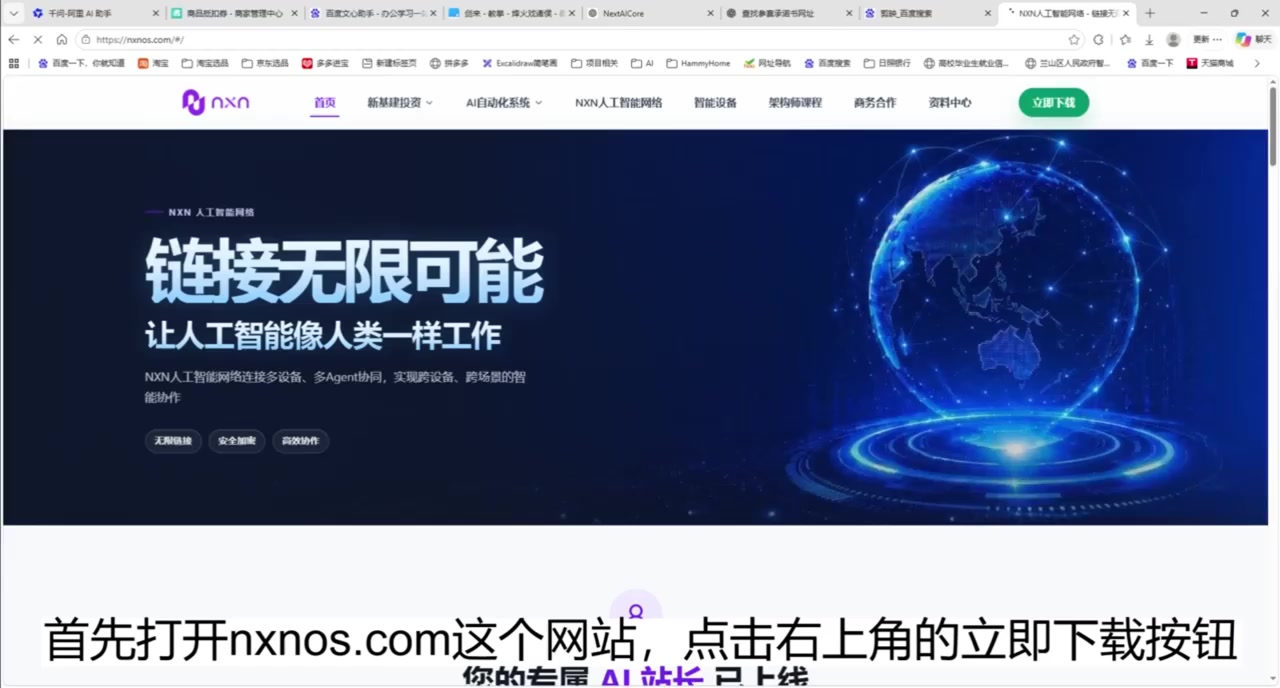 千问-阿里 AI 助手
商品抵扣券 - 商家管理中心
百度文心助手 - 办公学习一
NextAICore
查找参嘉承诺书网址
剪映_百度搜索
NXN人工智能网络 - 链接无
https://nxnos.com/#/
更新
聊天
百度一下，你就知道
淘宝
淘宝选品
京东选品
多多进宝
新建标签页
拼多多
Excalidraw简笔画
项目相关
AI
HammyHome
网址导航
百度搜索
日照银行
高校毕业生就业信...
兰山区人民政府智...
百度一下
天猫商城
nxn
首页
新基建投资
AI自动化系统
NXN人工智能网络
智能设备
架构师课程
商务合作
资料中心
立即下载
NXN 人工智能网络
链接无限可能
让人工智能像人类一样工作
NXN人工智能网络连接多设备、多Agent协同，实现跨设备、跨场景的智
能协作
无限链接
安全加密
高效协作
首先打开nxnos.com这个网站，点击右上角的立即下载按钮
您的专属 AI 站长 已上线